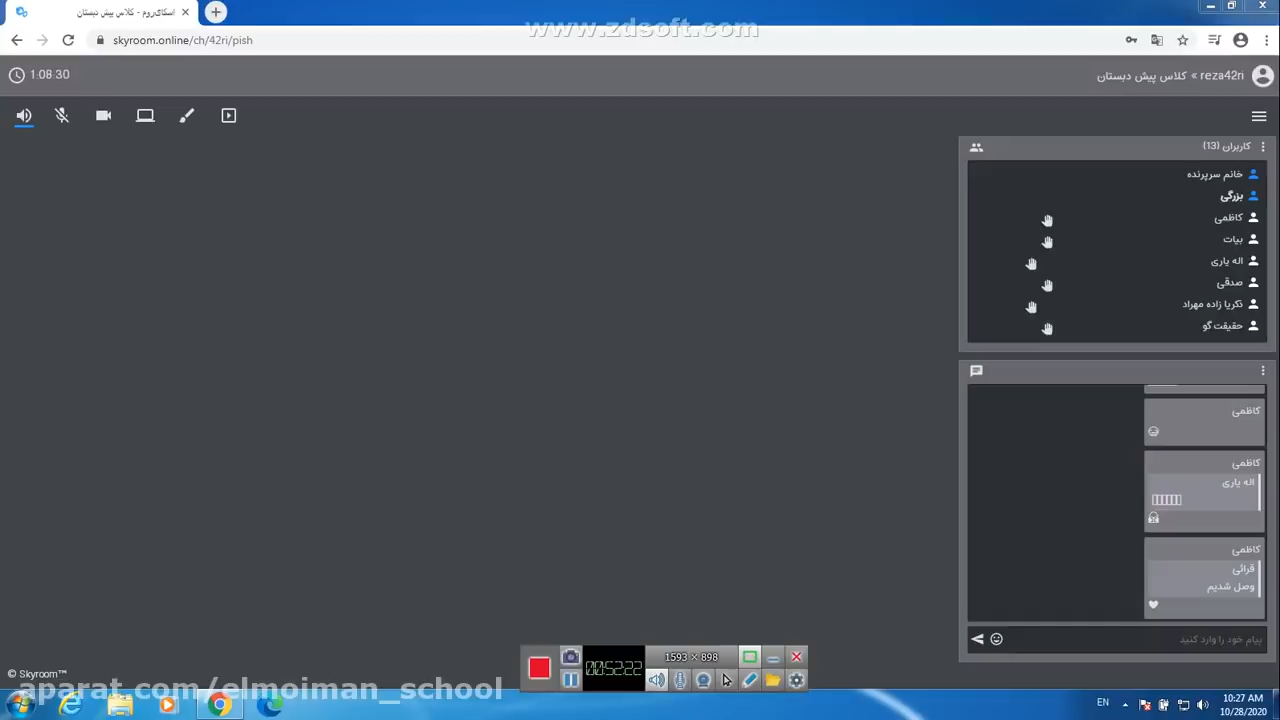 اسکای‌روم - کلاس پیش دبستان
www.zdsoft.com
skyroom.online/ch/42ri/pish
1:08:30
reza42ri » کلاس پیش دبستان
کاربران (13)
خانم سرپرنده
بزرگی
کاظمی
بیات
اله یاری
صدقی
ذکریا زاده مهراد
حقیقت گو
کاظمی
کاظمی
اله یاری
کاظمی
قرائی
وصل شدیم
پیام خود را وارد کنید
Skyroom™
1593 × 898
00:52:22
aparat.com/elmoiman_school
EN
10:27 AM
10/28/2020